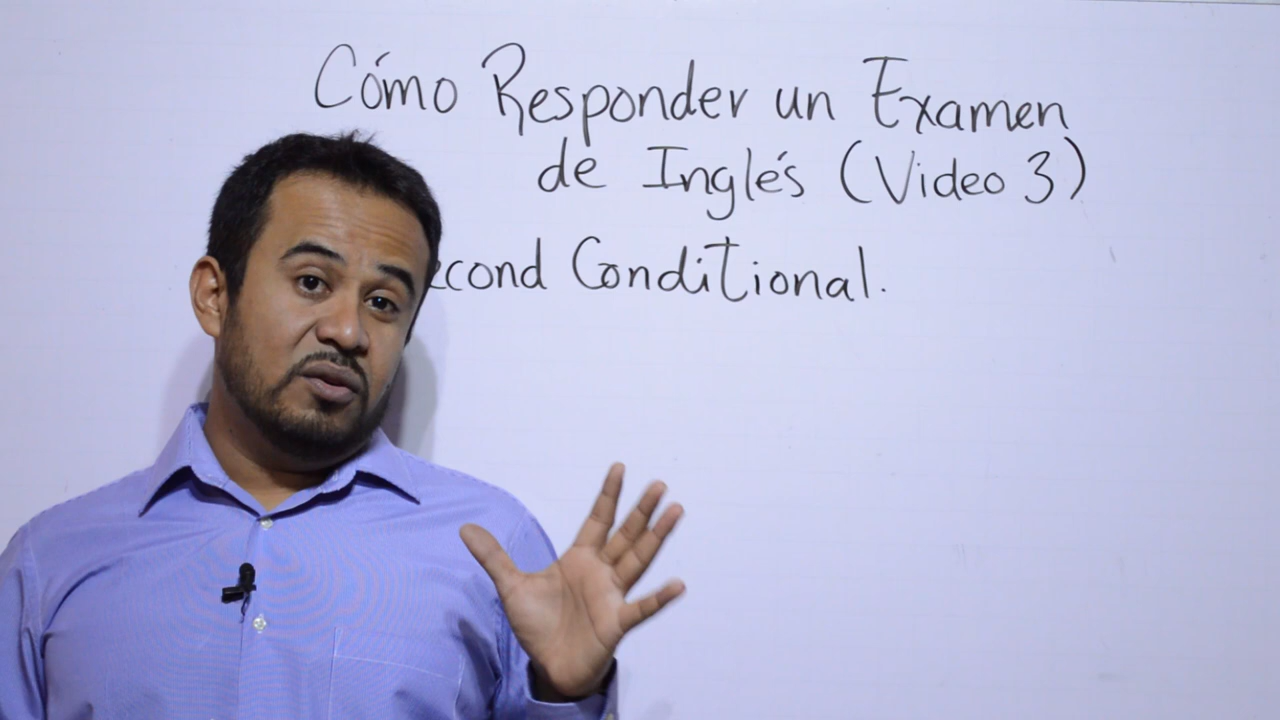 Cómo Responder un Examen
de Inglés (Video 3)
Conditional.